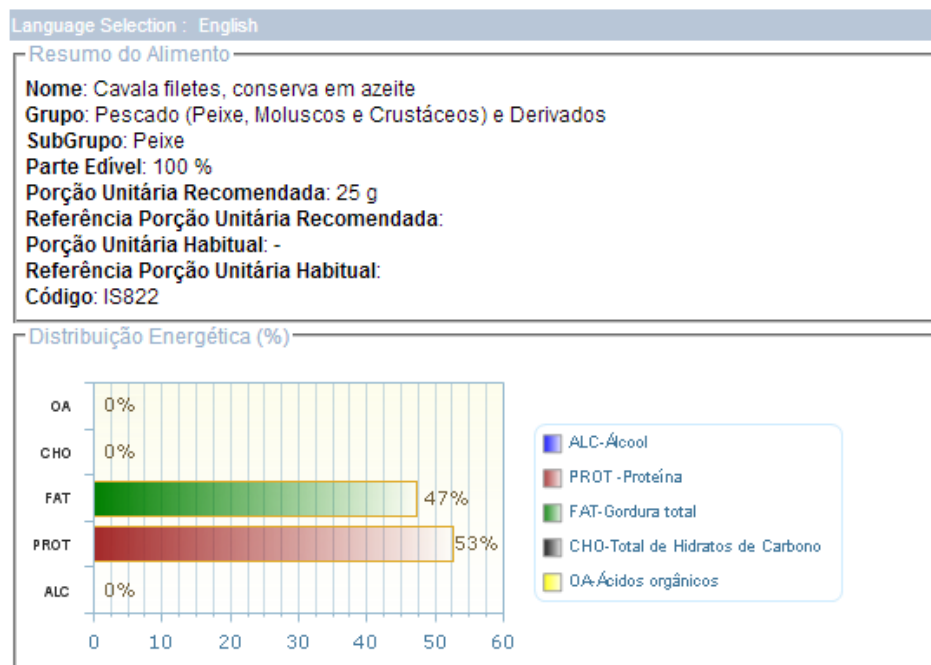 Language Selection : English
Resumo do Alimento
Nome: Cavala filetes, conserva em azeite
Grupo: Pescado (Peixe, Moluscos e Crustáceos) e Derivados
SubGrupo: Peixe
Parte Edível: 100 %
Porção Unitária Recomendada: 25 g
Referência Porção Unitária Recomendada:
Porção Unitária Habitual: -
Referência Porção Unitária Habitual:
Código: IS822
Distribuição Energética (%)
OA 0%
CHO 0%
FAT 47%
PROT 53%
ALC 0%
0 10 20 30 40 50 60
ALC-Álcool
PROT -Proteína
FAT-Gordura total
CHO-Total de Hidratos de Carbono
OA-Ácidos orgânicos